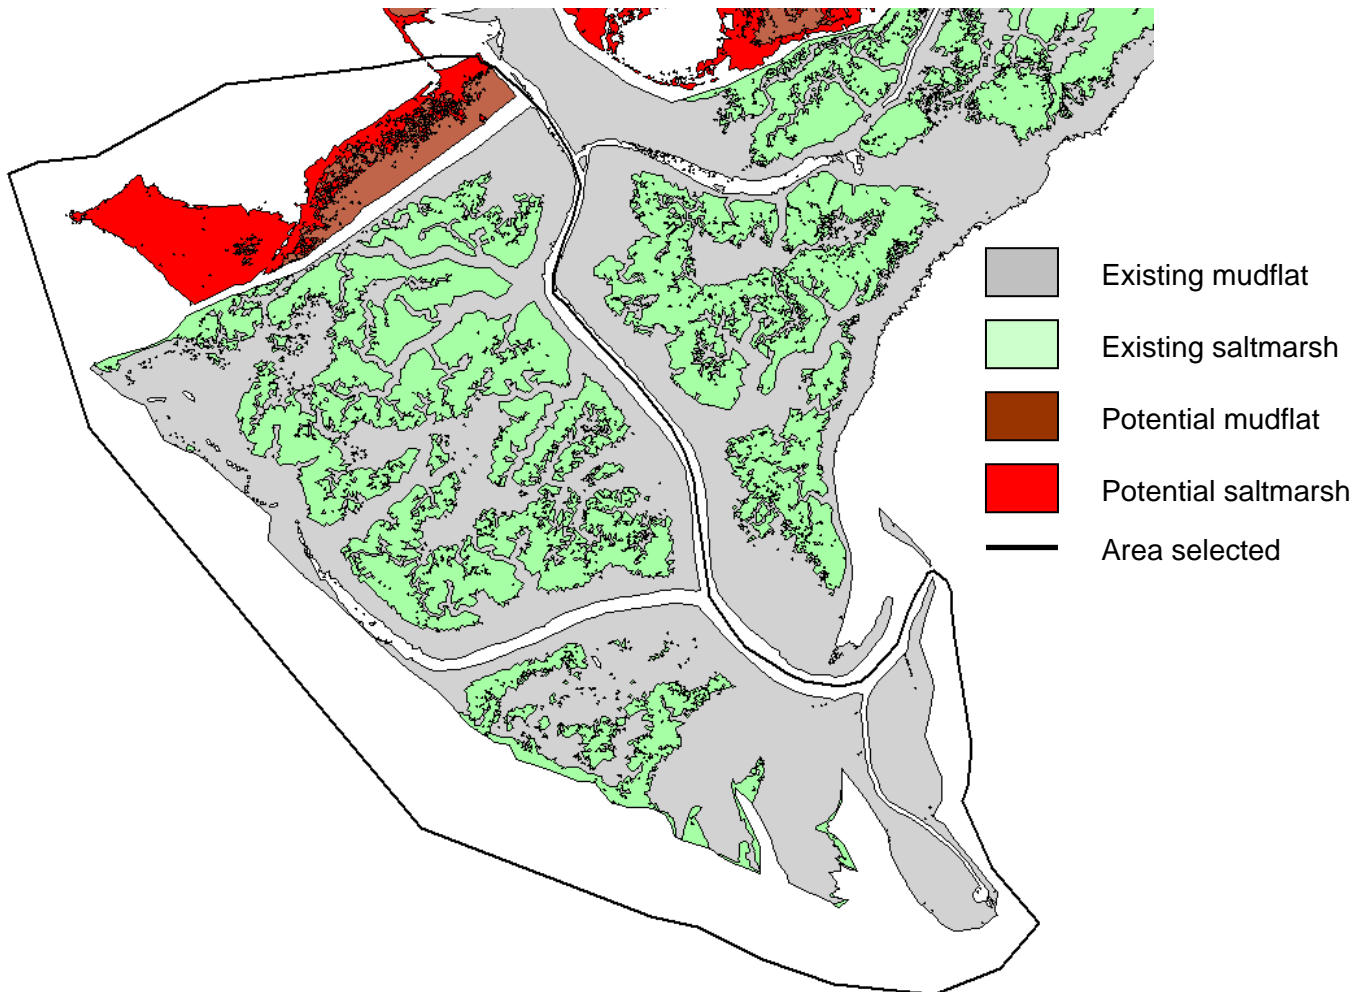 Existing mudflat
Existing saltmarsh
Potential mudflat
Potential saltmarsh
Area selected